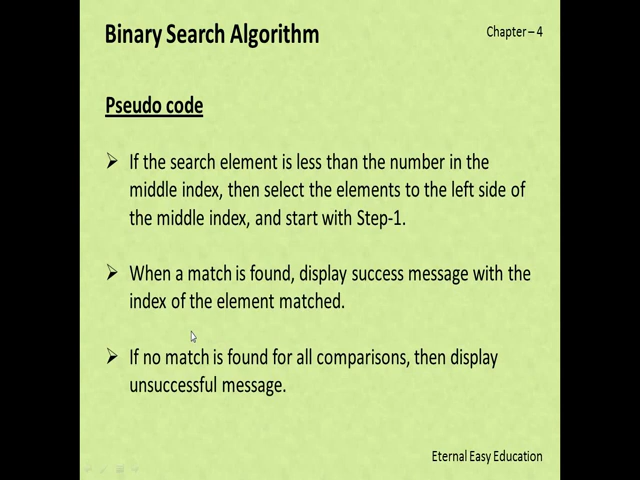 Binary Search Algorithm
Chapter – 4
Pseudo code
If the search element is less than the number in the
middle index, then select the elements to the left side of
the middle index, and start with Step-1.
When a match is found, display success message with the
index of the element matched.
If no match is found for all comparisons, then display
unsuccessful message.
Eternal Easy Education